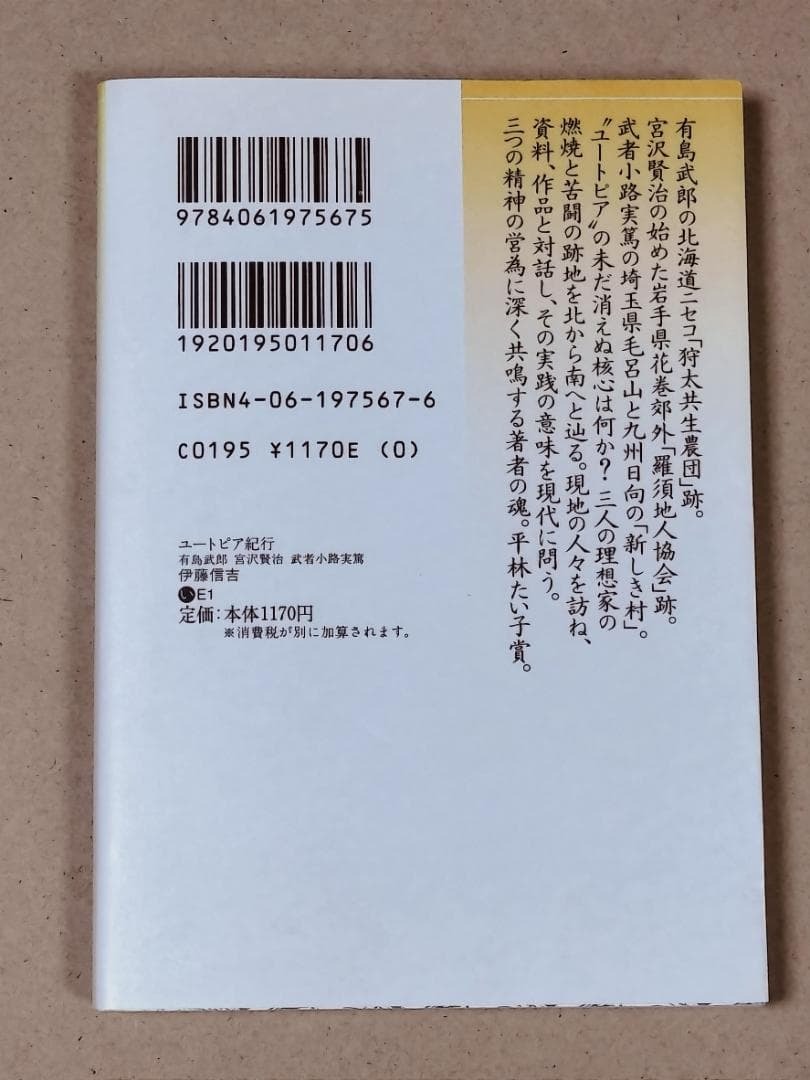 有島武郎の北海道ニセコ「狩太共生農団」跡。
宮沢賢治の始めた岩手県花巻郊外「羅須地人協会」跡。
武者小路実篤の埼玉県毛呂山と九州日向の「新しき村」。
〝ユートピア〟の未だ消えぬ核心は何か？ 三人の理想家の
燃焼と苦闘の跡地を北から南へと辿る。現地の人々を訪ね、
資料、作品と対話し、その実践の意味を現代に問う。
三つの精神の営為に深く共鳴する著者の魂。平林たい子賞。
9784061975675
1920195011706
ISBN4-06-197567-6
C0195 ¥1170E (0)
ユートピア紀行
有島武郎 宮沢賢治 武者小路実篤
伊藤信吉
いE1
定価：本体1170円
※消費税が別に加算されます。